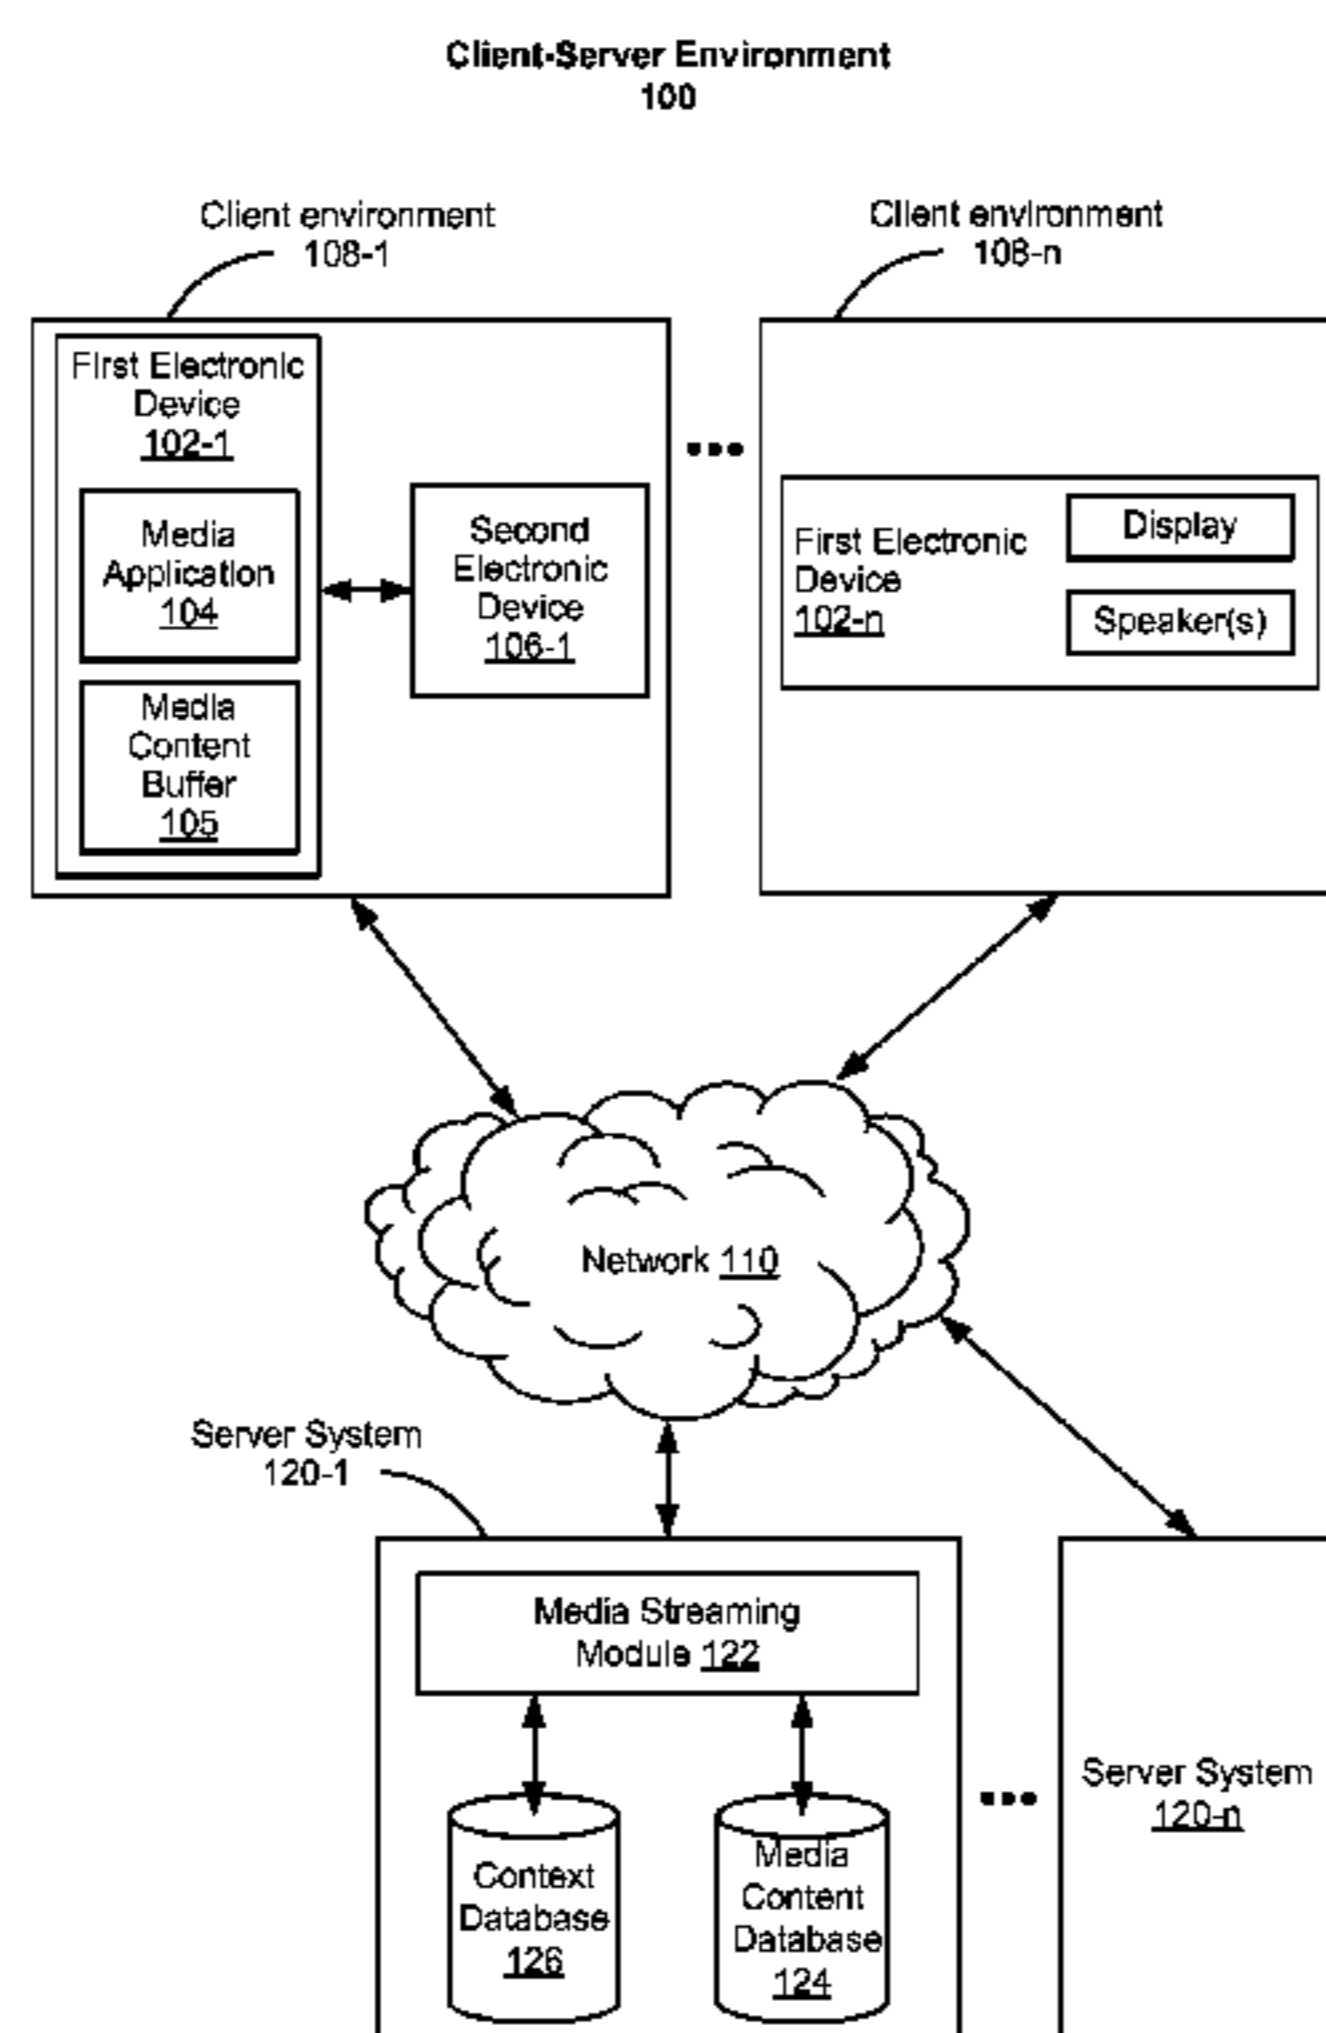 Client-Server Environment
100
Client environment
108-1
Client environment
108-n
First Electronic
Device
102-1
Media
Application
104
Media
Content
Buffer
105
Second
Electronic
Device
106-1
First Electronic
Device
102-n
Display
Speaker(s)
Network 110
Server System
120-1
Media Streaming
Module 122
Context
Database
126
Media
Content
Database
124
Server System
120-n